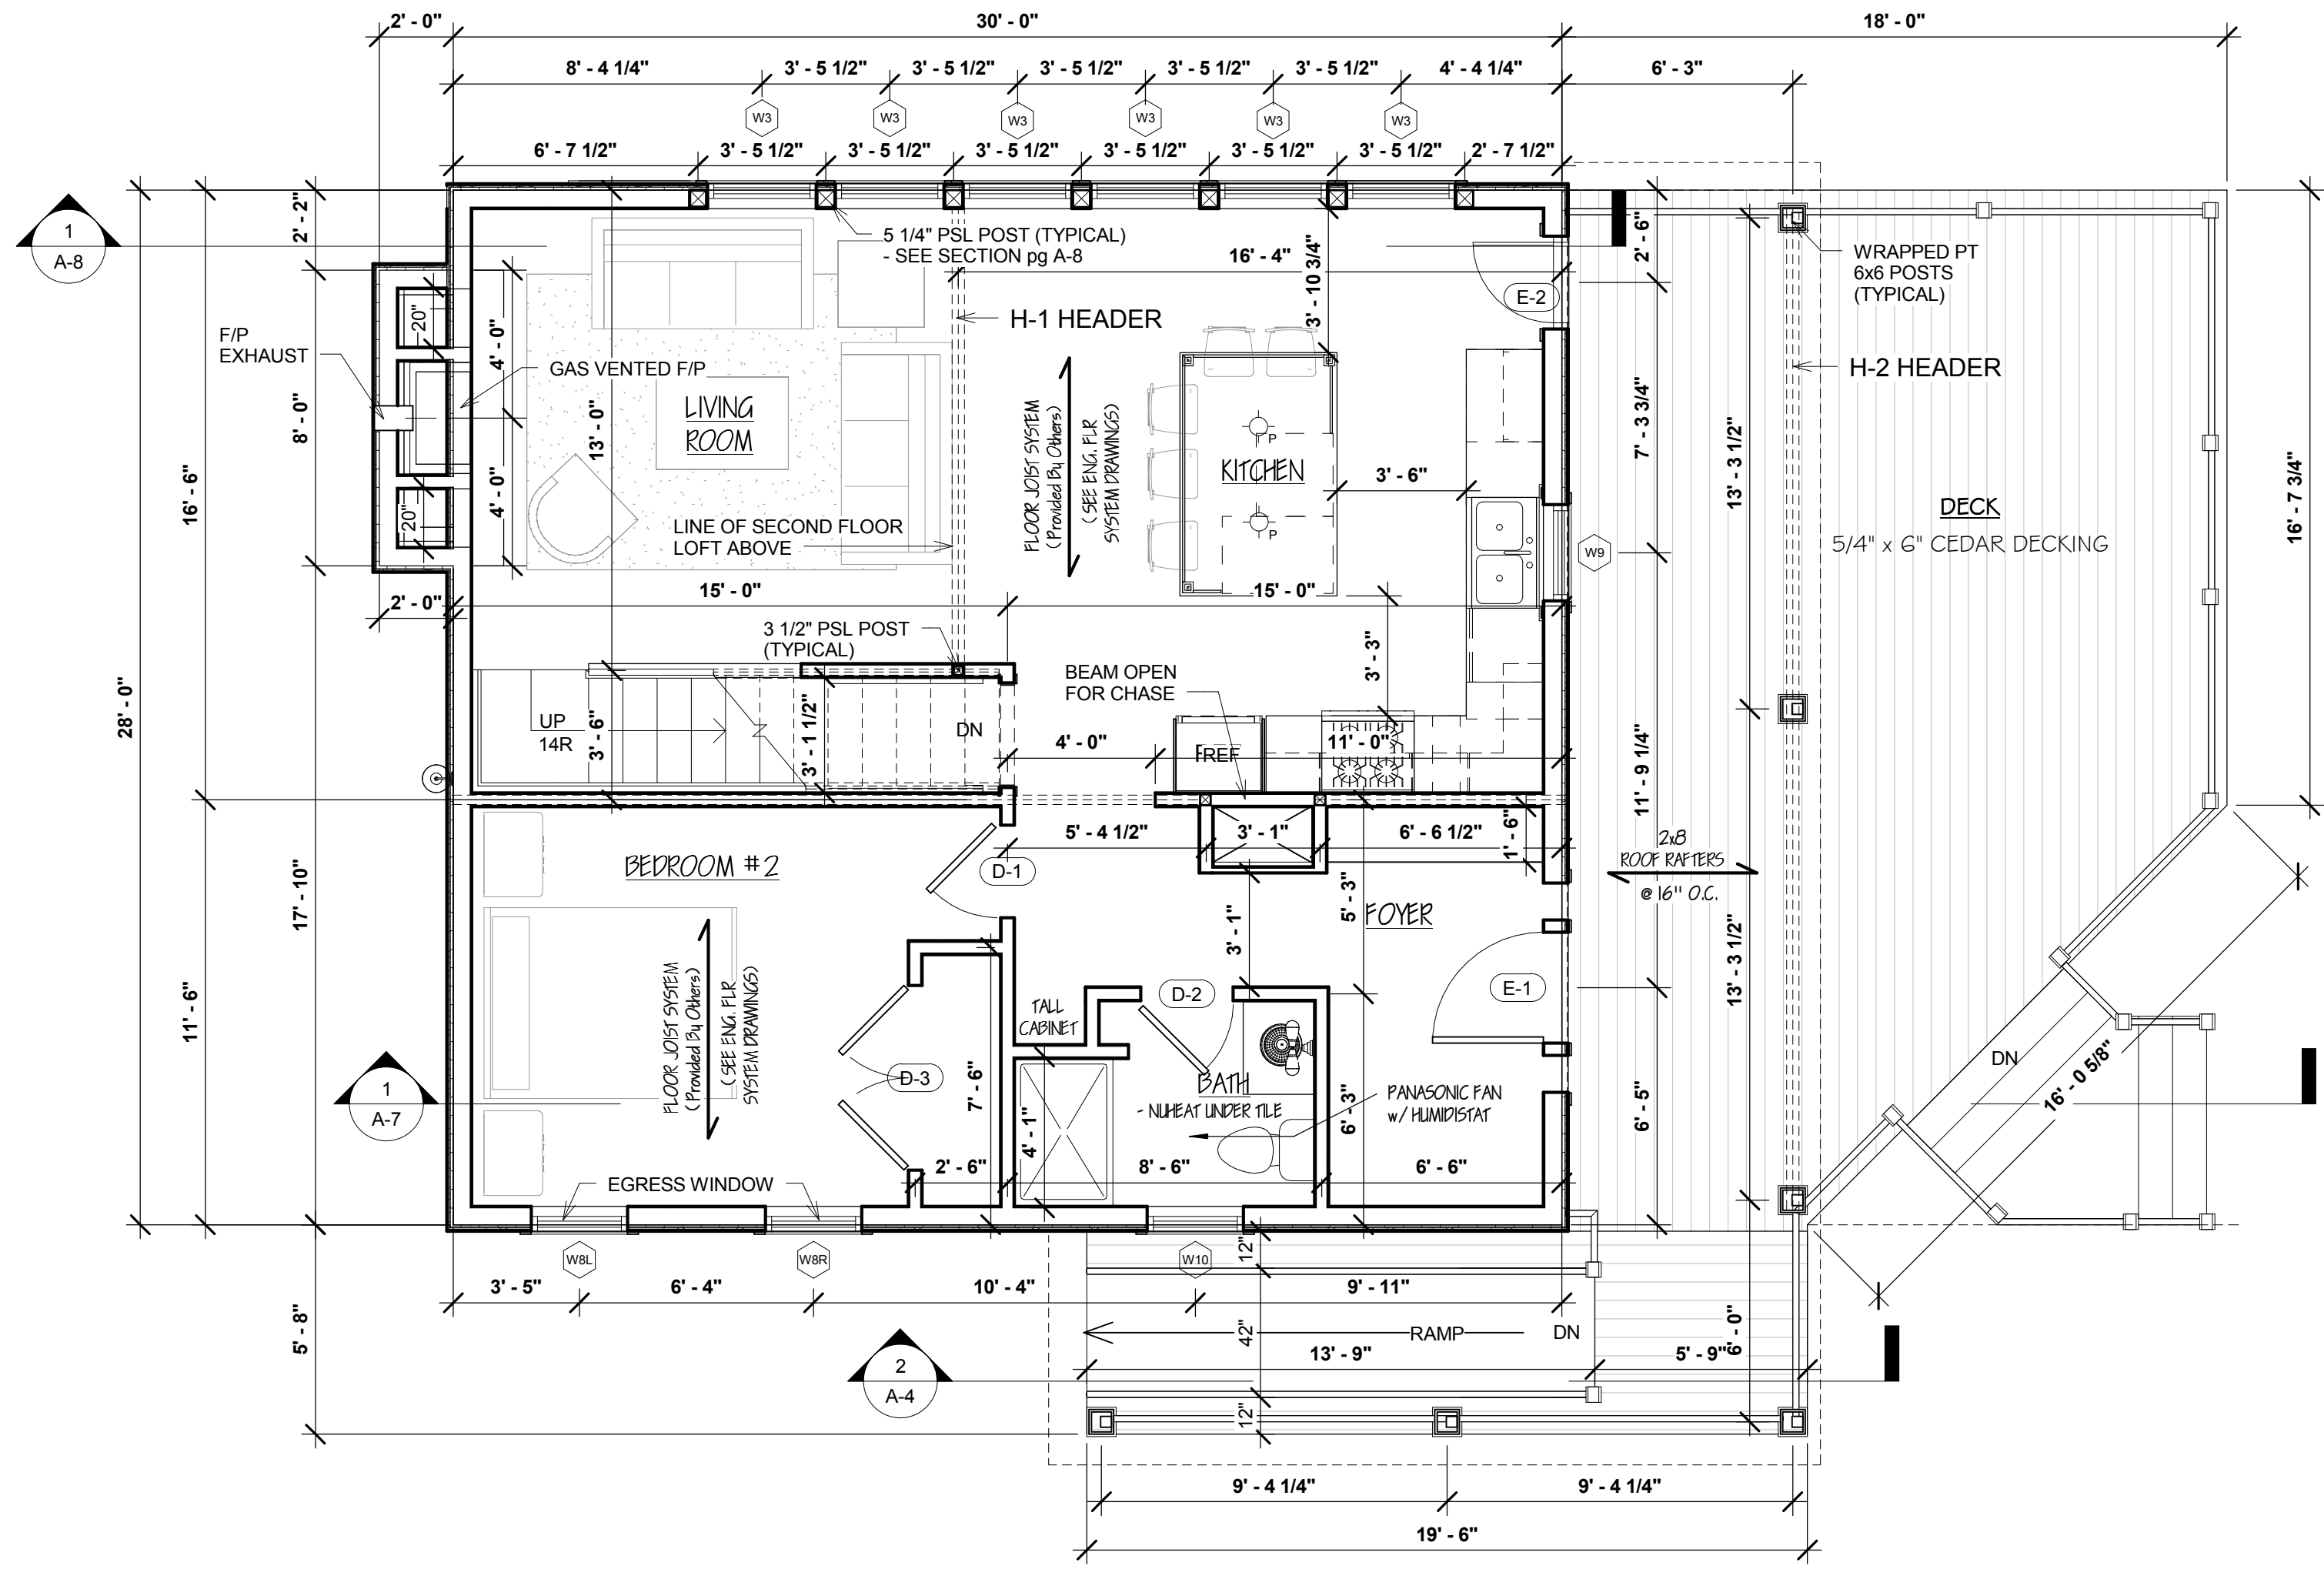 2' - 0"
30' - 0"
18' - 0"
8' - 4 1/4"
3' - 5 1/2"
3' - 5 1/2"
3' - 5 1/2"
3' - 5 1/2"
3' - 5 1/2"
4' - 4 1/4"
6' - 3"
W3
W3
W3
W3
W3
W3
6' - 7 1/2"
3' - 5 1/2"
3' - 5 1/2"
3' - 5 1/2"
3' - 5 1/2"
3' - 5 1/2"
3' - 5 1/2"
2' - 7 1/2"
1
A-8
2' - 2"
5 1/4" PSL POST (TYPICAL)
- SEE SECTION pg A-8
16' - 4"
3' - 10 3/4"
2' - 6"
WRAPPED PT
6x6 POSTS
(TYPICAL)
E-2
F/P
EXHAUST
20"
4' - 0"
H-1 HEADER
H-2 HEADER
GAS VENTED F/P
LIVING
ROOM
8' - 0"
13' - 0"
FLOOR JOIST SYSTEM
(Provided By Others)
(SEE ENG. FLR
SYSTEM DRAWINGS)
P
KITCHEN
3' - 6"
7' - 3 3/4"
13' - 3 1/2"
16' - 7 3/4"
16' - 6"
4' - 0"
20"
LINE OF SECOND FLOOR
LOFT ABOVE
P
W9
DECK
5/4" x 6" CEDAR DECKING
2' - 0"
15' - 0"
15' - 0"
3 1/2" PSL POST
(TYPICAL)
3' - 3"
BEAM OPEN
FOR CHASE
28' - 0"
UP
14R
3' - 6"
3' - 1 1/2"
DN
4' - 0"
REF
11' - 0"
11' - 9 1/4"
5' - 4 1/2"
3' - 1"
6' - 6 1/2"
1' - 6"
2x8
ROOF RAFTERS
@ 16" O.C.
BEDROOM #2
D-1
17' - 10"
5' - 3"
FOYER
3' - 1"
13' - 3 1/2"
11' - 6"
FLOOR JOIST SYSTEM
(Provided By Others)
(SEE ENG. FLR
SYSTEM DRAWINGS)
TALL
CABINET
D-2
E-1
1
A-7
D-3
7' - 6"
BATH
- NUHEAT UNDER TILE
PANASONIC FAN
w/ HUMIDISTAT
4' - 1"
6' - 3"
6' - 5"
DN
16' - 0 5/8"
EGRESS WINDOW
2' - 6"
8' - 6"
6' - 6"
W8L
W8R
W10
12"
3' - 5"
6' - 4"
10' - 4"
9' - 11"
5' - 8"
42"
RAMP
DN
13' - 9"
5' - 9"
6' - 0"
2
A-4
12"
9' - 4 1/4"
9' - 4 1/4"
19' - 6"